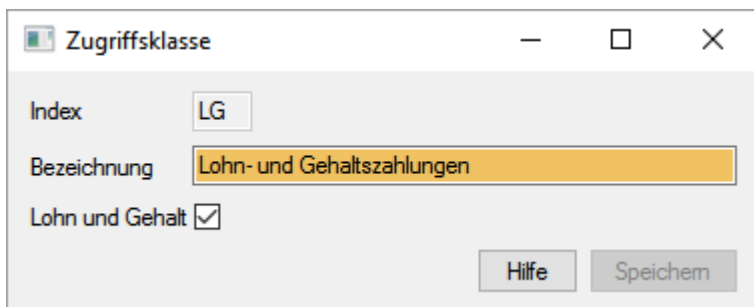 Zugriffsklasse
Index LG
Bezeichnung Lohn- und Gehaltszahlungen
Lohn und Gehalt
Hilfe Speichern